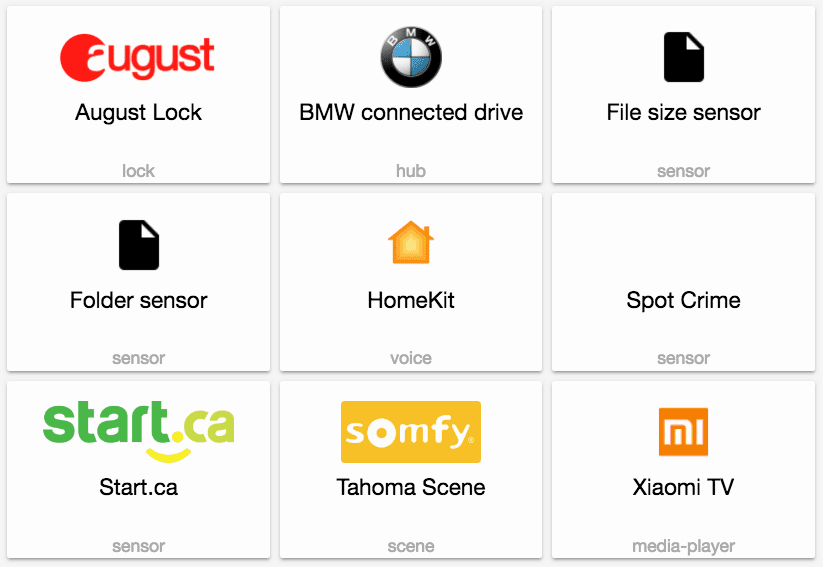 august
August Lock
lock
BMW
BMW connected drive
hub
File size sensor
sensor
Folder sensor
sensor
HomeKit
voice
Spot Crime
sensor
start.ca
Start.ca
sensor
somfy®
Tahoma Scene
scene
mi
Xiaomi TV
media-player